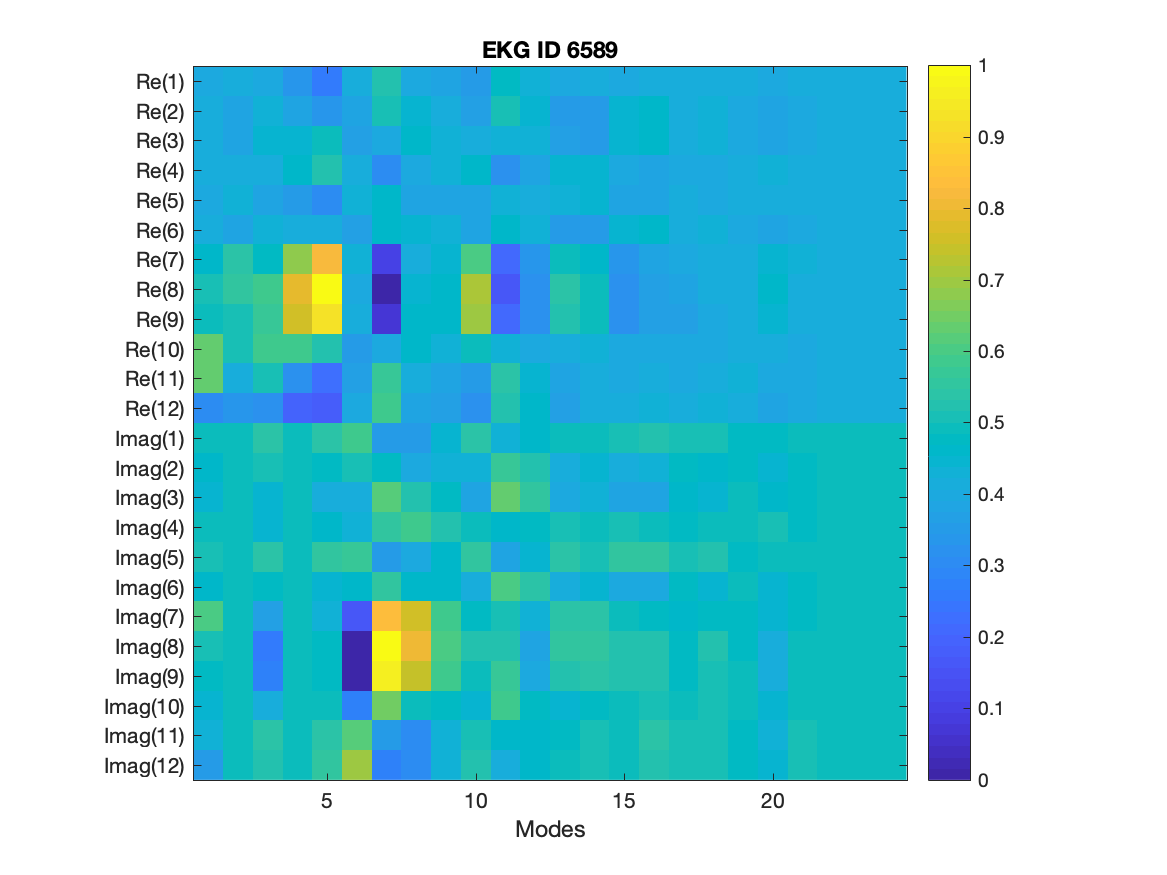 EKG ID 6589
Re(1)
Re(2)
Re(3)
Re(4)
Re(5)
Re(6)
Re(7)
Re(8)
Re(9)
Re(10)
Re(11)
Re(12)
Imag(1)
Imag(2)
Imag(3)
Imag(4)
Imag(5)
Imag(6)
Imag(7)
Imag(8)
Imag(9)
Imag(10)
Imag(11)
Imag(12)
5 10 15 20
Modes
1
0.9
0.8
0.7
0.6
0.5
0.4
0.3
0.2
0.1
0